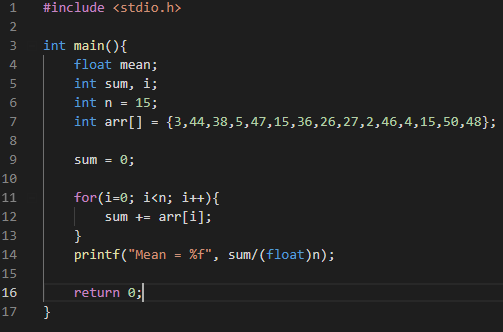 1 #include <stdio.h>
2
3 int main(){
4     float mean;
5     int sum, i;
6     int n = 15;
7     int arr[] = {3,44,38,5,47,15,36,26,27,2,46,4,15,50,48};
8
9     sum = 0;
10
11     for(i=0; i<n; i++){
12         sum += arr[i];
13     }
14     printf("Mean = %f", sum/(float)n);
15
16     return 0;
17 }